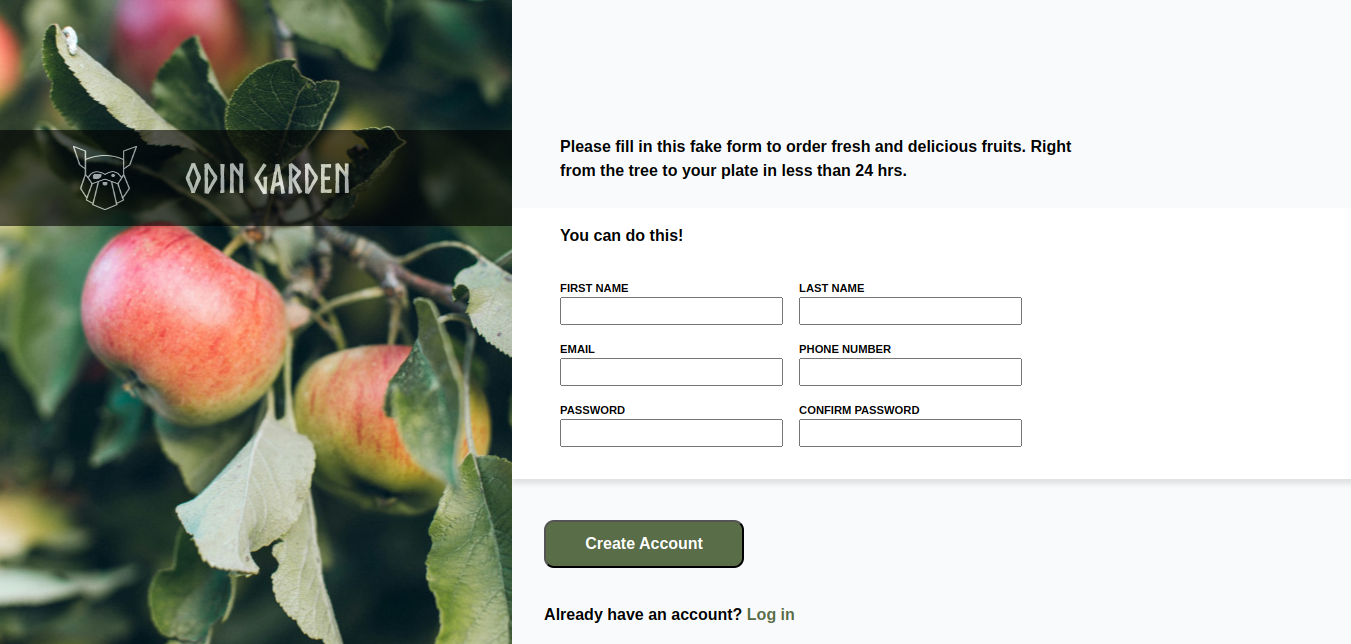 ODIN GARDEN
Please fill in this fake form to order fresh and delicious fruits. Right
from the tree to your plate in less than 24 hrs.
You can do this!
FIRST NAME
LAST NAME
EMAIL
PHONE NUMBER
PASSWORD
CONFIRM PASSWORD
Create Account
Already have an account? Log in